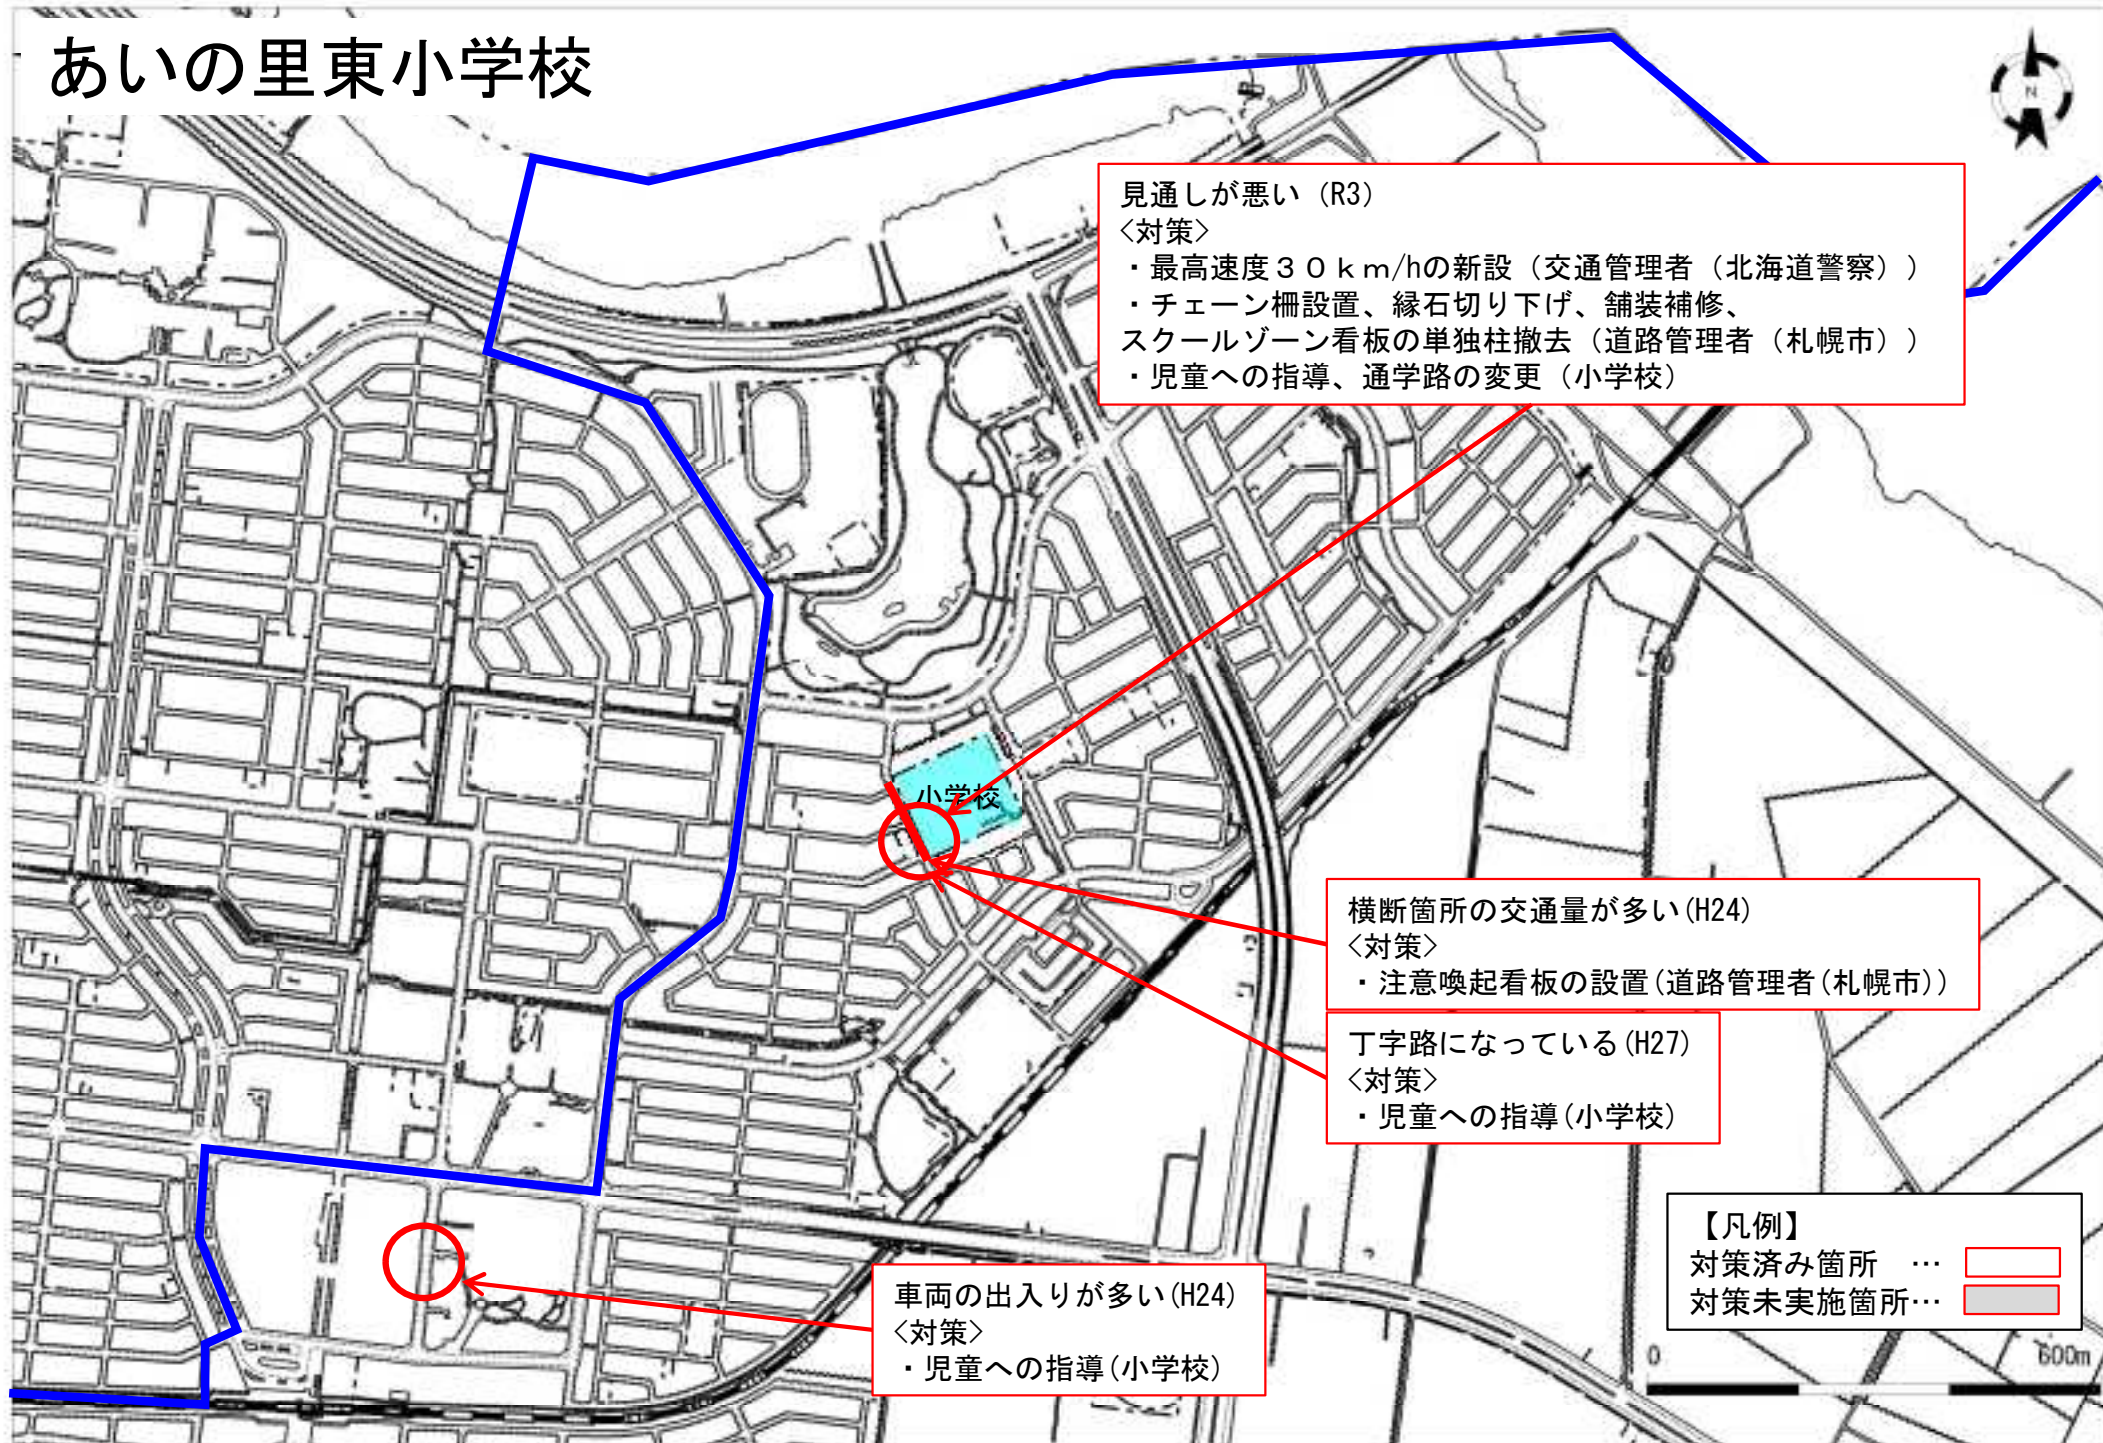 あいの里東小学校
N
見通しが悪い（R3）
<対策>
・最高速度３０ｋｍ/hの新設（交通管理者（北海道警察））
・チェーン柵設置、縁石切り下げ、舗装補修、
スクールゾーン看板の単独柱撤去（道路管理者（札幌市））
・児童への指導、通学路の変更（小学校）
小学校
横断箇所の交通量が多い(H24)
<対策>
・注意喚起看板の設置(道路管理者(札幌市))
丁字路になっている(H27)
<対策>
・児童への指導(小学校)
車両の出入りが多い(H24)
<対策>
・児童への指導(小学校)
【凡例】
対策済み箇所　…
対策未実施箇所…
0 600m